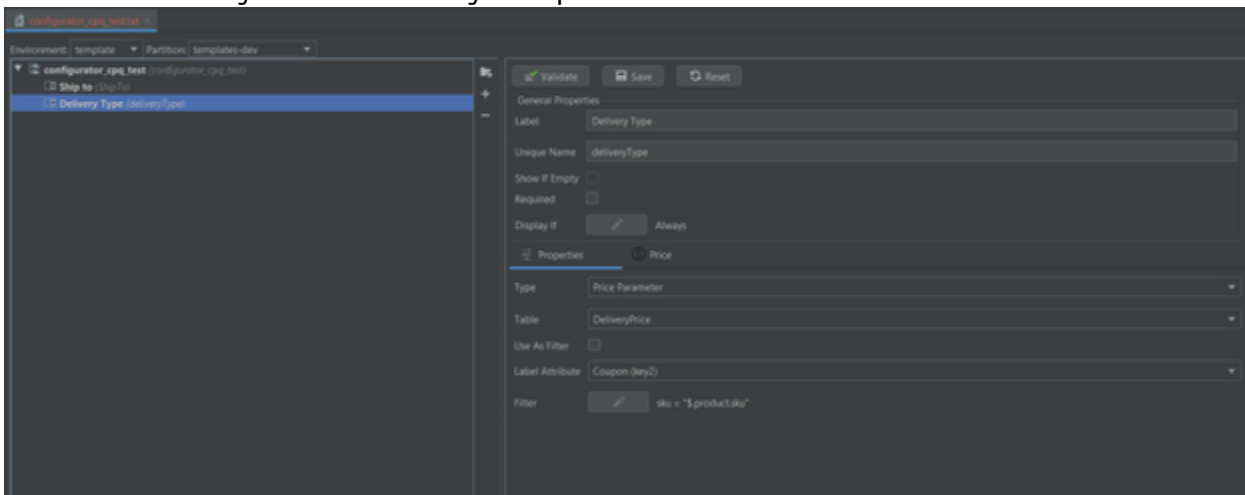 configurator_cpq_test.txt ×
Environment: template Partition: templates-dev
configurator_cpq_test (configurator_cpq_test)
Ship to (ShipTo)
Delivery Type (deliveryType)
Validate Save Reset
General Properties
Label Delivery Type
Unique Name deliveryType
Show If Empty
Required
Display If Always
Properties Price
Type Price Parameter
Table DeliveryPrice
Use As Filter
Label Attribute Coupon (key2)
Filter sku = "$.product.sku"